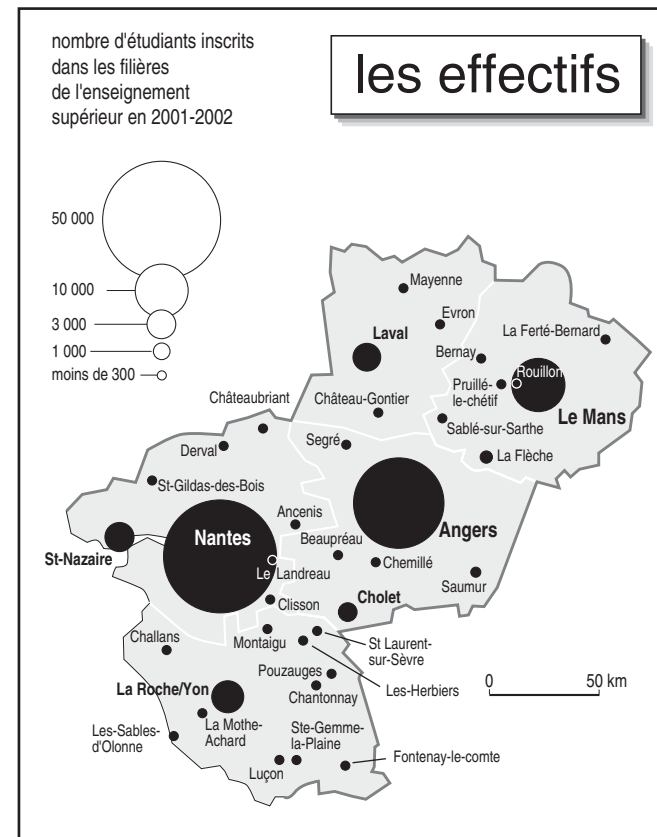 nombre d'étudiants inscrits
dans les filières
de l'enseignement
supérieur en 2001-2002
les effectifs
50 000
10 000
3 000
1 000
moins de 300
Mayenne
Evron
La Ferté-Bernard
Laval
Bernay
Rouillon
Pruillé-
le-chétif
Châteaubriant
Château-Gontier
Le Mans
Sablé-sur-Sarthe
Segré
Derval
La Flèche
St-Gildas-des-Bois
Ancenis
Nantes
Angers
Beaupréau
St-Nazaire
Le Landreau
Chemillé
Saumur
Clisson
Cholet
Challans
Montaigu
St Laurent-
sur-Sèvre
Pouzauges
Les-Herbiers
0
50 km
La Roche/Yon
Chantonnay
La Mothe-
Achard
Ste-Gemme-
la-Plaine
Les-Sables-
d'Olonne
Fontenay-le-comte
Luçon